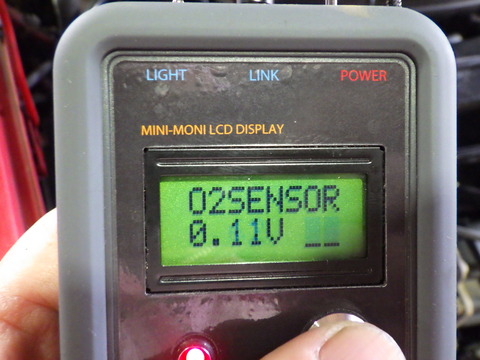 LIGHT LINK POWER
MINI-MONI LCD DISPLAY
O2SENSOR
0.11V